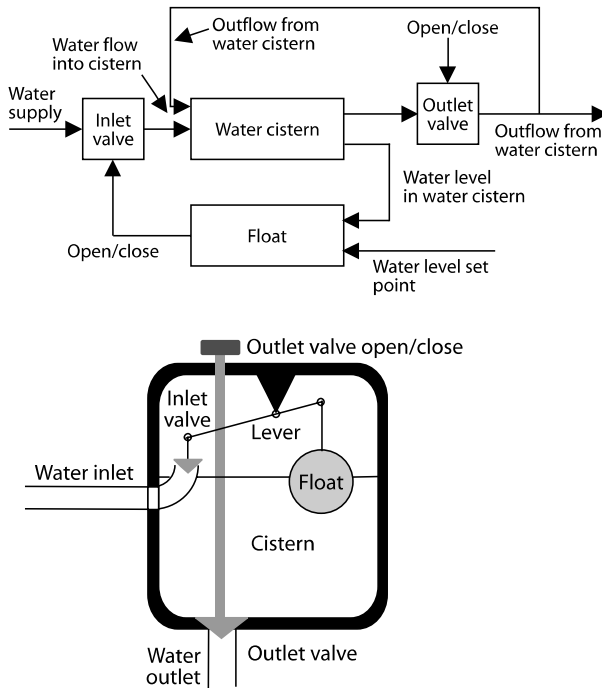 Outflow from
water cistern
Open/close
Water flow
into cistern
Water
supply
Inlet
valve
Water cistern
Outlet
valve
Outflow from
water cistern
Water level
in water cistern
Float
Open/close
Water level set
point
Outlet valve open/close
Inlet
valve
Lever
Water inlet
Float
Cistern
Water
outlet
Outlet valve